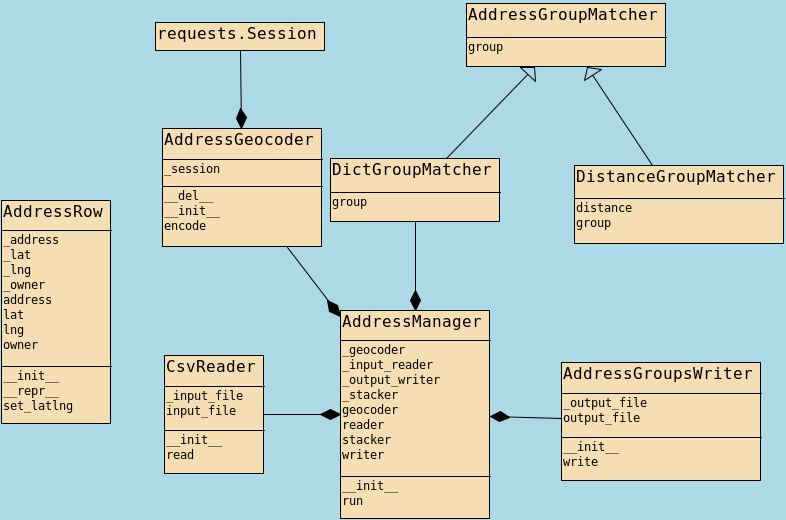 AddressGroupMatcher
group
requests.Session
AddressGeocoder
_session
__del__
__init__
encode
DictGroupMatcher
group
DistanceGroupMatcher
distance
group
AddressRow
_address
_lat
_lng
_owner
address
lat
lng
owner
__init__
__repr__
set_latlng
AddressManager
_geocoder
_input_reader
_output_writer
_stacker
geocoder
reader
stacker
writer
__init__
run
CsvReader
_input_file
input_file
__init__
read
AddressGroupsWriter
_output_file
output_file
__init__
write